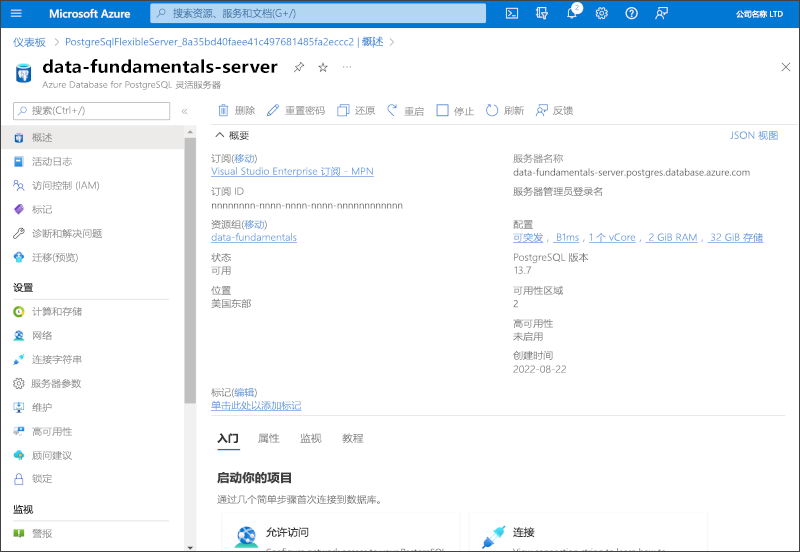 Microsoft Azure
搜索资源、服务和文档(G+/)
2
公司名称 LTD
仪表板 > PostgreSqlFlexibleServer_8a35bd40faee41c497681485fa2eccc2 | 概述 >
data-fundamentals-server
Azure Database for PostgreSQL 灵活服务器
搜索(Ctrl+/)
概述
活动日志
访问控制 (IAM)
标记
诊断和解决问题
迁移(预览)
设置
计算和存储
网络
连接字符串
服务器参数
维护
高可用性
顾问建议
锁定
监视
警报
删除 重置密码 还原 重启 停止 刷新 反馈
概要
JSON 视图
订阅(移动)
Visual Studio Enterprise 订阅 - MPN
订阅 ID
nnnnnnnn-nnnn-nnnn-nnnn-nnnnnnnnnnnn
资源组(移动)
data-fundamentals
状态
可用
位置
美国东部
服务器名称
data-fundamentals-server.postgres.database.azure.com
服务器管理员登录名
配置
可突发， B1ms，1 个 vCore， 2 GiB RAM， 32 GiB 存储
PostgreSQL 版本
13.7
可用性区域
2
高可用性
未启用
创建时间
2022-08-22
标记(编辑)
单击此处以添加标记
入门 属性 监视 教程
启动你的项目
通过几个简单步骤首次连接到数据库。
允许访问
连接